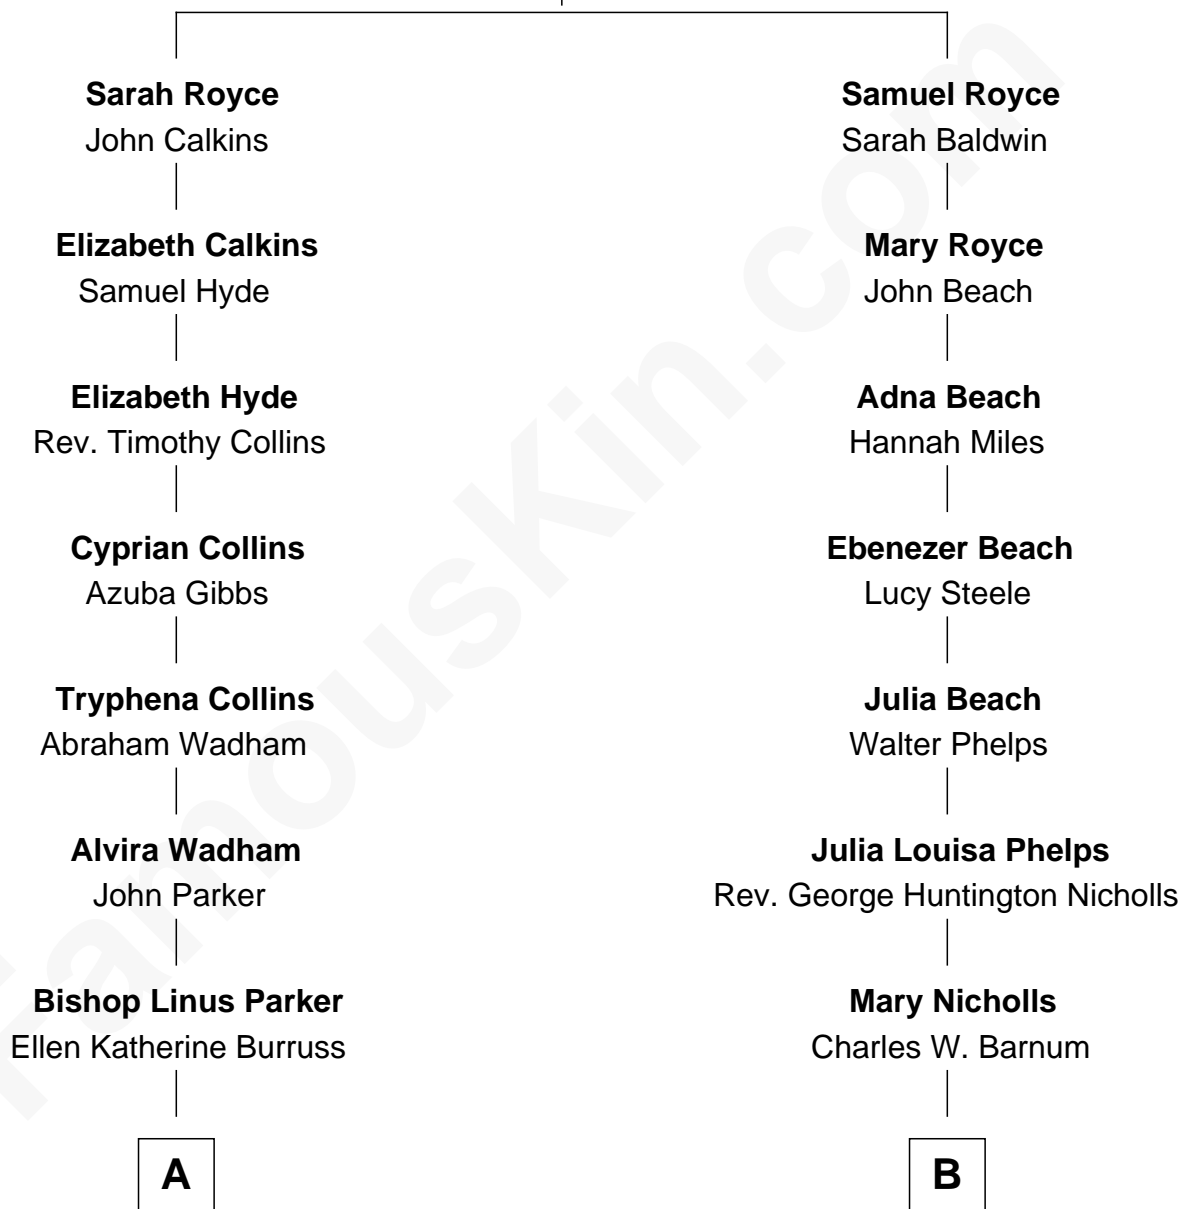 Sarah Royce
John Calkins
Elizabeth Calkins
Samuel Hyde
Elizabeth Hyde
Rev. Timothy Collins
Cyprian Collins
Azuba Gibbs
Tryphena Collins
Abraham Wadham
Alvira Wadham
John Parker
Bishop Linus Parker
Ellen Katherine Burruss
A
Samuel Royce
Sarah Baldwin
Mary Royce
John Beach
Adna Beach
Hannah Miles
Ebenezer Beach
Lucy Steele
Julia Beach
Walter Phelps
Julia Louisa Phelps
Rev. George Huntington Nicholls
Mary Nicholls
Charles W. Barnum
B
FamousKin.com